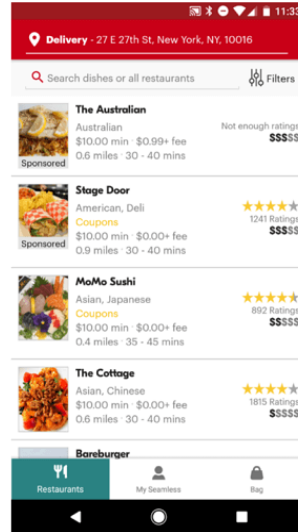 11:33
Delivery - 27 E 27th St, New York, NY, 10016
Search dishes or all restaurants
Filters
The Australian
Australian
Not enough ratings
$10.00 min · $0.99+ fee
$$$$$
0.6 miles · 30 - 40 mins
Sponsored
Stage Door
American, Deli
Coupons
1241 Ratings
$10.00 min · $0.00+ fee
$$$$$
0.9 miles · 30 - 40 mins
Sponsored
MoMo Sushi
Asian, Japanese
Coupons
892 Ratings
$10.00 min · $0.00+ fee
$$$$$
0.4 miles · 35 - 45 mins
The Cottage
Asian, Chinese
1815 Ratings
$10.00 min · $0.00+ fee
$$$$$
0.6 miles · 30 - 40 mins
Bareburger
Restaurants
My Seamless
Bag